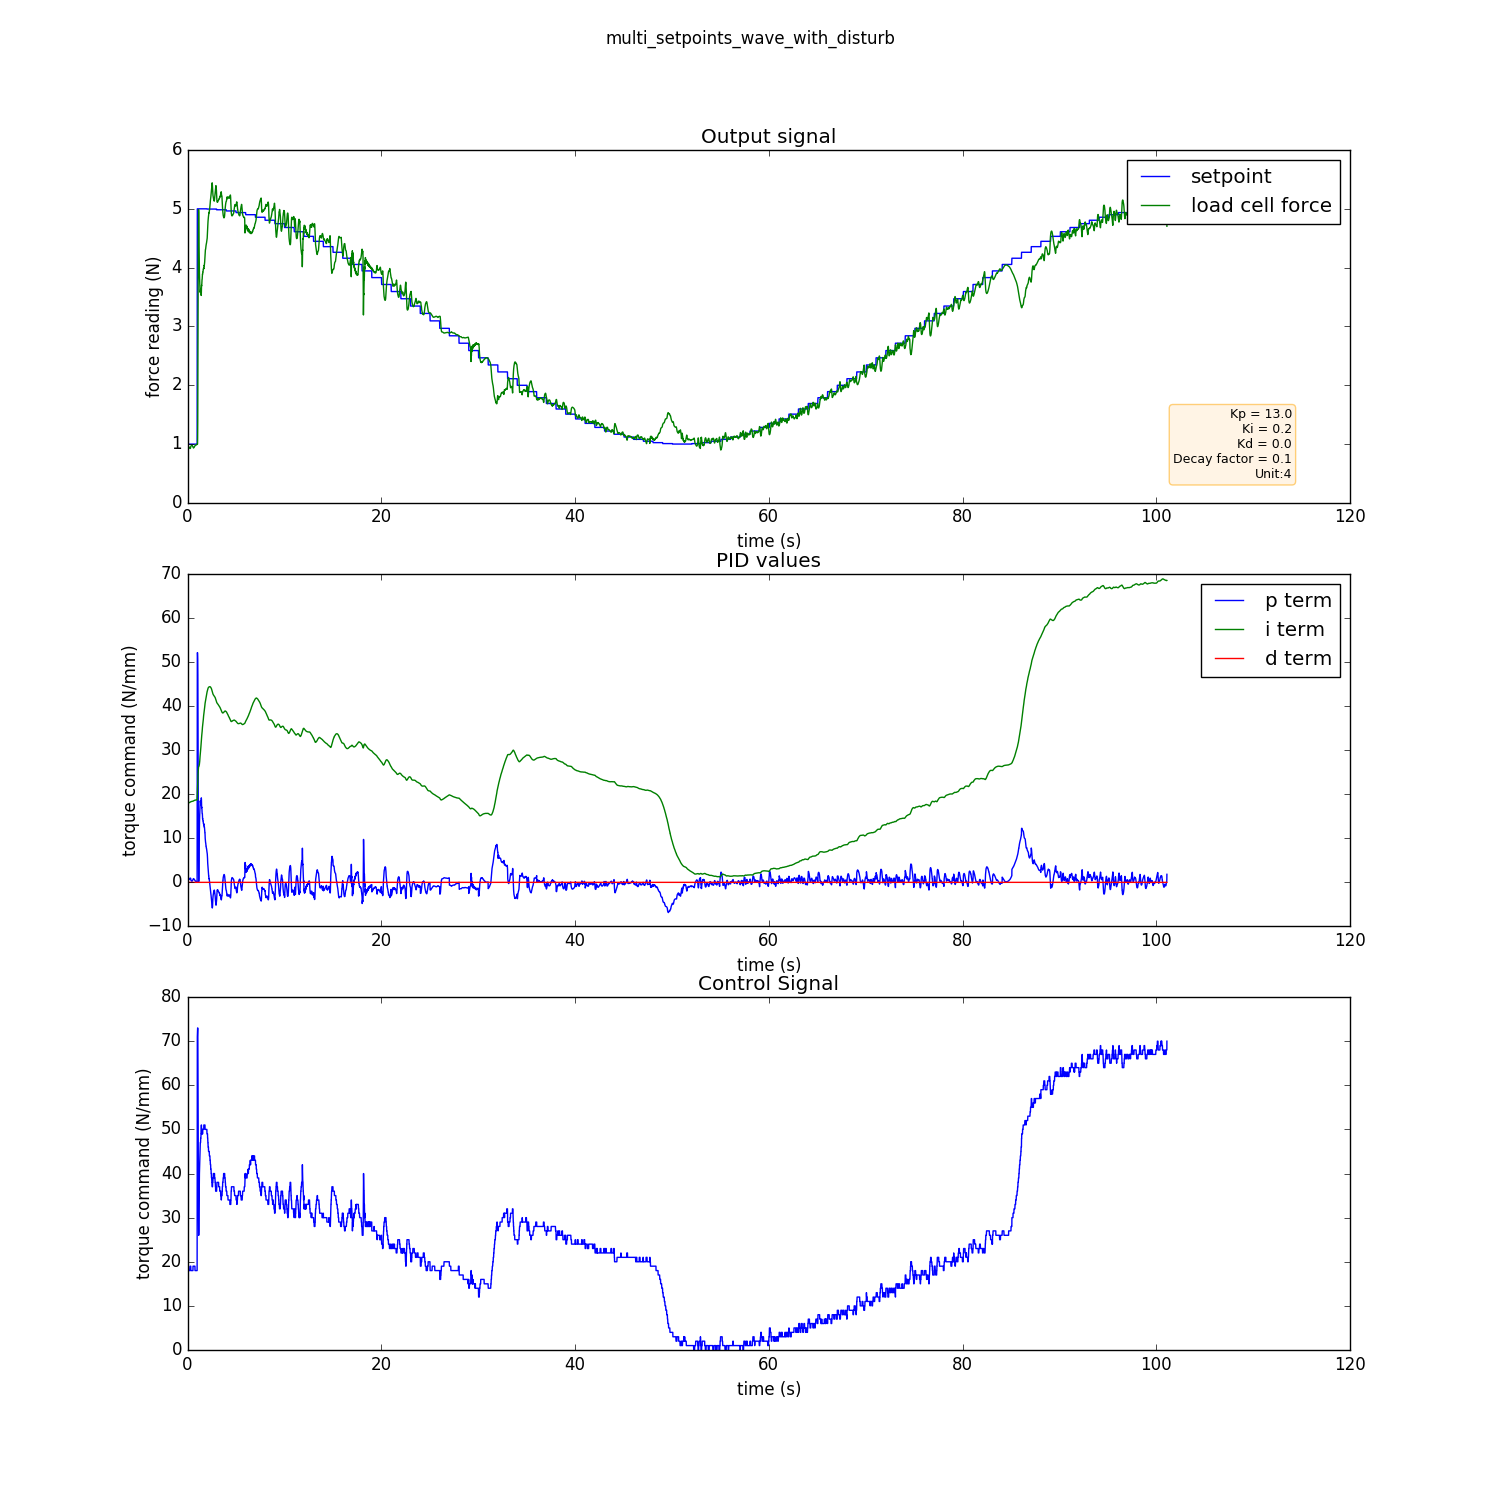 multi_setpoints_wave_with_disturb
Output signal
6
5
4
3
2
1
0
force reading (N)
setpoint
load cell force
Kp = 13.0
Ki = 0.2
Kd = 0.0
Decay factor = 0.1
Unit:4
0 20 40 60 80 100 120
time (s)
PID values
70
60
50
40
30
20
10
0
−10
torque command (N/mm)
p term
i term
d term
0 20 40 60 80 100 120
time (s)
Control Signal
80
70
60
50
40
30
20
10
0
torque command (N/mm)
0 20 40 60 80 100 120
time (s)